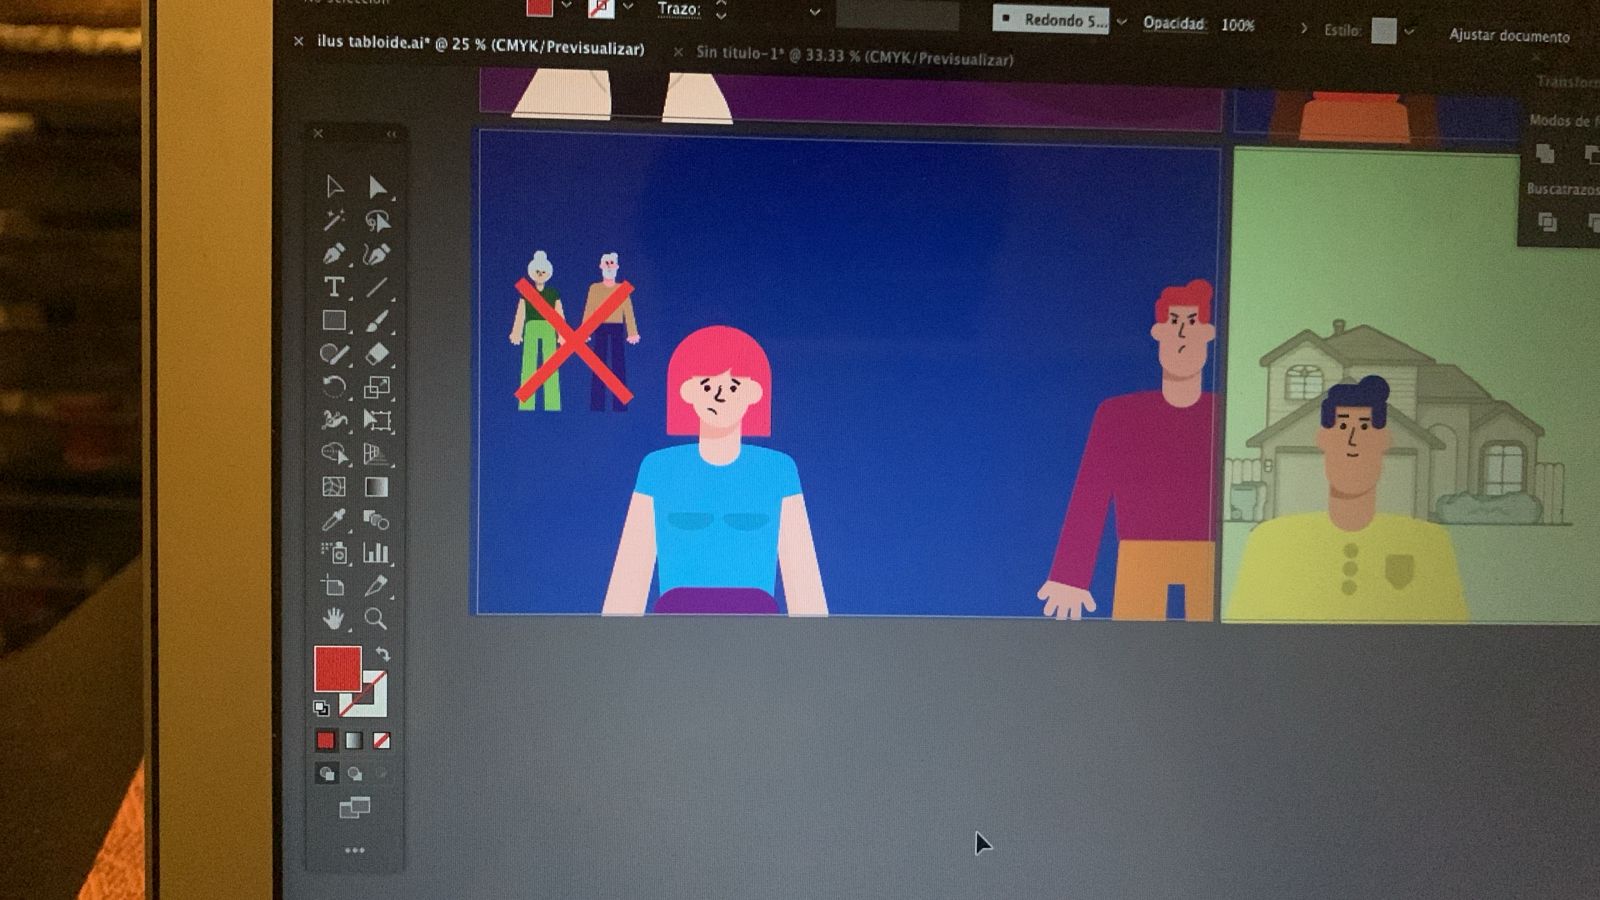 Trazo:
Redondo 5...
Opacidad:
100%
Estilo:
Ajustar documento
× ilus tabloide.ai* @ 25 % (CMYK/Previsualizar)
× Sin título-1* @ 33.33 % (CMYK/Previsualizar)
Transfor
Modos de f
Buscatrazos
T